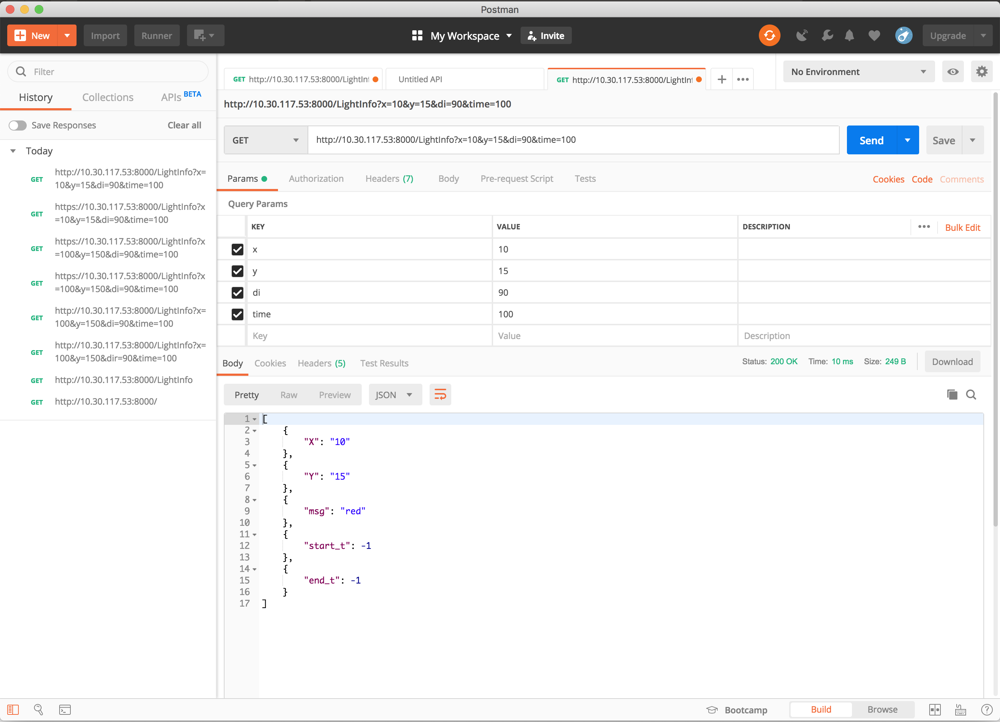 Postman
New
Import
Runner
My Workspace
Invite
Upgrade
Filter
History
Collections
APIs BETA
Save Responses
Clear all
Today
GET http://10.30.117.53:8000/LightInfo?x=
10&y=15&di=90&time=100
GET https://10.30.117.53:8000/LightInfo?x
=10&y=15&di=90&time=100
GET https://10.30.117.53:8000/LightInfo?x
=100&y=150&di=90&time=100
GET https://10.30.117.53:8000/LightInfo?x
=100&y=150&di=90&time=100
GET http://10.30.117.53:8000/LightInfo?x=
100&y=150&di=90&time=100
GET http://10.30.117.53:8000/LightInfo?x=
100&y=150&dir=90&time=100
GET http://10.30.117.53:8000/LightInfo
GET http://10.30.117.53:8000/
GET http://10.30.117.53:8000/LightInf
Untitled API
GET http://10.30.117.53:8000/LightInf
No Environment
http://10.30.117.53:8000/LightInfo?x=10&y=15&di=90&time=100
GET
http://10.30.117.53:8000/LightInfo?x=10&y=15&di=90&time=100
Send
Save
Params
Authorization
Headers (7)
Body
Pre-request Script
Tests
Cookies
Code
Comments
Query Params
KEY VALUE DESCRIPTION
Bulk Edit
x 10
y 15
di 90
time 100
Key Value Description
Body
Cookies
Headers (5)
Test Results
Status: 200 OK
Time: 10 ms
Size: 249 B
Download
Pretty
Raw
Preview
JSON
1 [
2 {
3 "X": "10"
4 },
5 {
6 "Y": "15"
7 },
8 {
9 "msg": "red"
10 },
11 {
12 "start_t": -1
13 },
14 {
15 "end_t": -1
16 }
17 ]
Bootcamp
Build
Browse